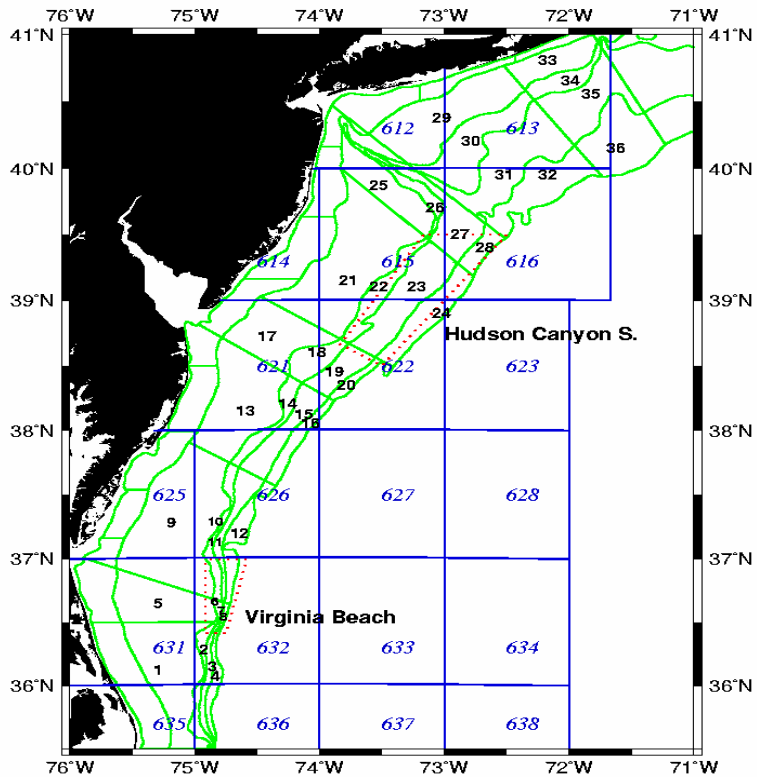 76°W 75°W 74°W 73°W 72°W 71°W
41°N 41°N
33
34
35
29
612 613
30
36
40°N 40°N
31 32
25
26
27
28
614 615 616
21 22 23
39°N 39°N
24
17 Hudson Canyon S.
18
621 19 622 623
20
14
13 15
16
38°N 38°N
625 626 627 628
9 10
12
11
37°N 37°N
5 6
7
8 Virginia Beach
631 2 632 633 634
1 3
4
36°N 36°N
635 636 637 638
76°W 75°W 74°W 73°W 72°W 71°W